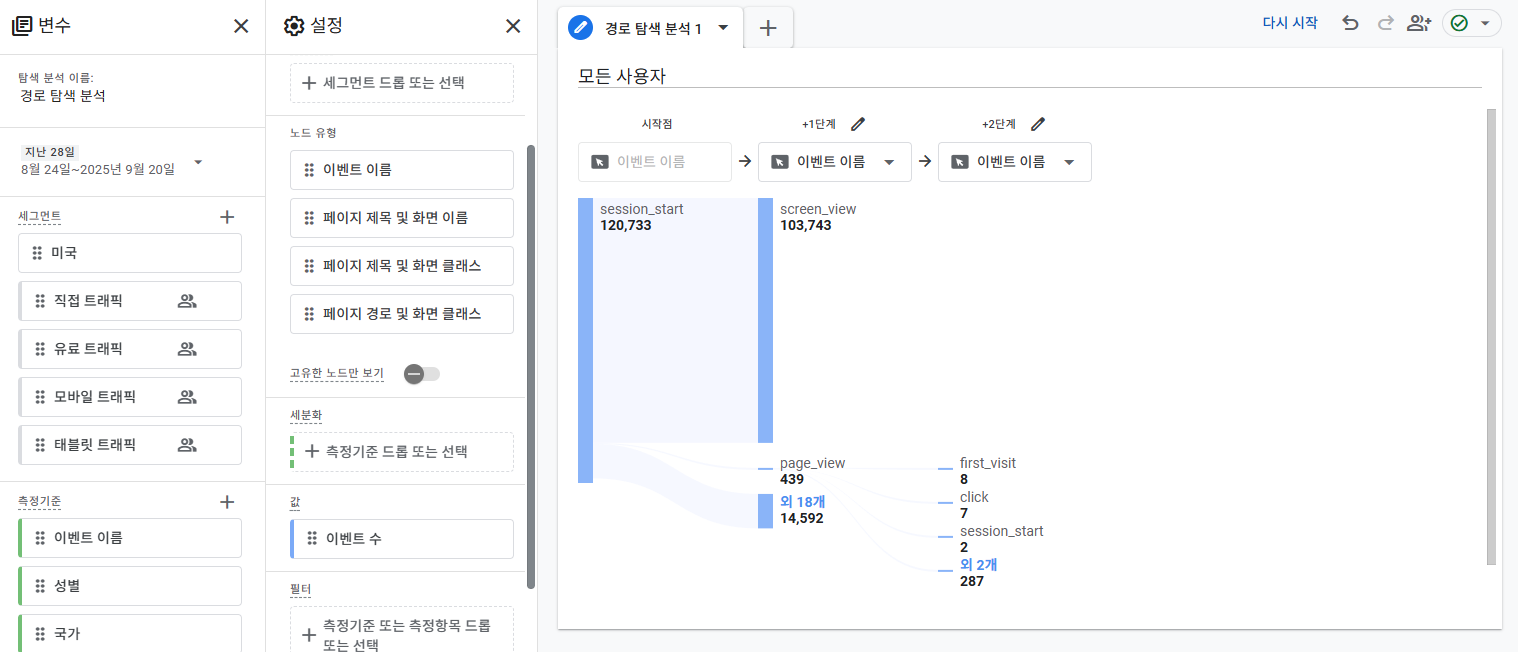 변수
탐색 분석 이름:
경로 탐색 분석
지난 28일
8월 24일~2025년 9월 20일
세그먼트
미국
직접 트래픽
유료 트래픽
모바일 트래픽
태블릿 트래픽
측정기준
이벤트 이름
성별
국가
설정
세그먼트 드롭 또는 선택
노드 유형
이벤트 이름
페이지 제목 및 화면 이름
페이지 제목 및 화면 클래스
페이지 경로 및 화면 클래스
고유한 노드만 보기
세분화
측정기준 드롭 또는 선택
값
이벤트 수
필터
측정기준 또는 측정항목 드롭
또는 선택
경로 탐색 분석 1
다시 시작
모든 사용자
시작점
+1단계
+2단계
이벤트 이름
이벤트 이름
이벤트 이름
session_start
120,733
screen_view
103,743
page_view
439
외 18개
14,592
first_visit
8
click
7
session_start
2
외 2개
287